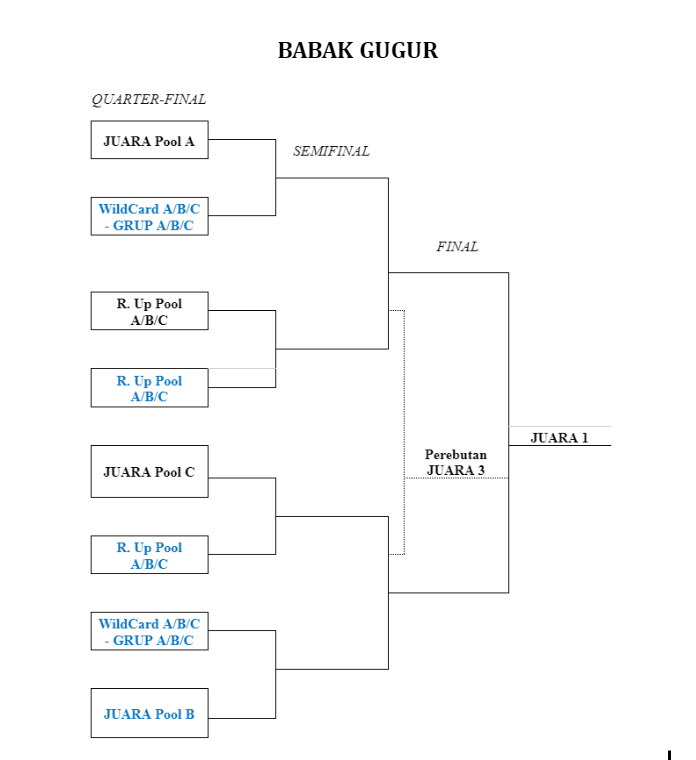 BABAK GUGUR
QUARTER-FINAL
JUARA Pool A
SEMIFINAL
WildCard A/B/C
- GRUP A/B/C
FINAL
R. Up Pool
A/B/C
R. Up Pool
A/B/C
JUARA 1
Perebutan
JUARA 3
JUARA Pool C
R. Up Pool
A/B/C
WildCard A/B/C
- GRUP A/B/C
JUARA Pool B